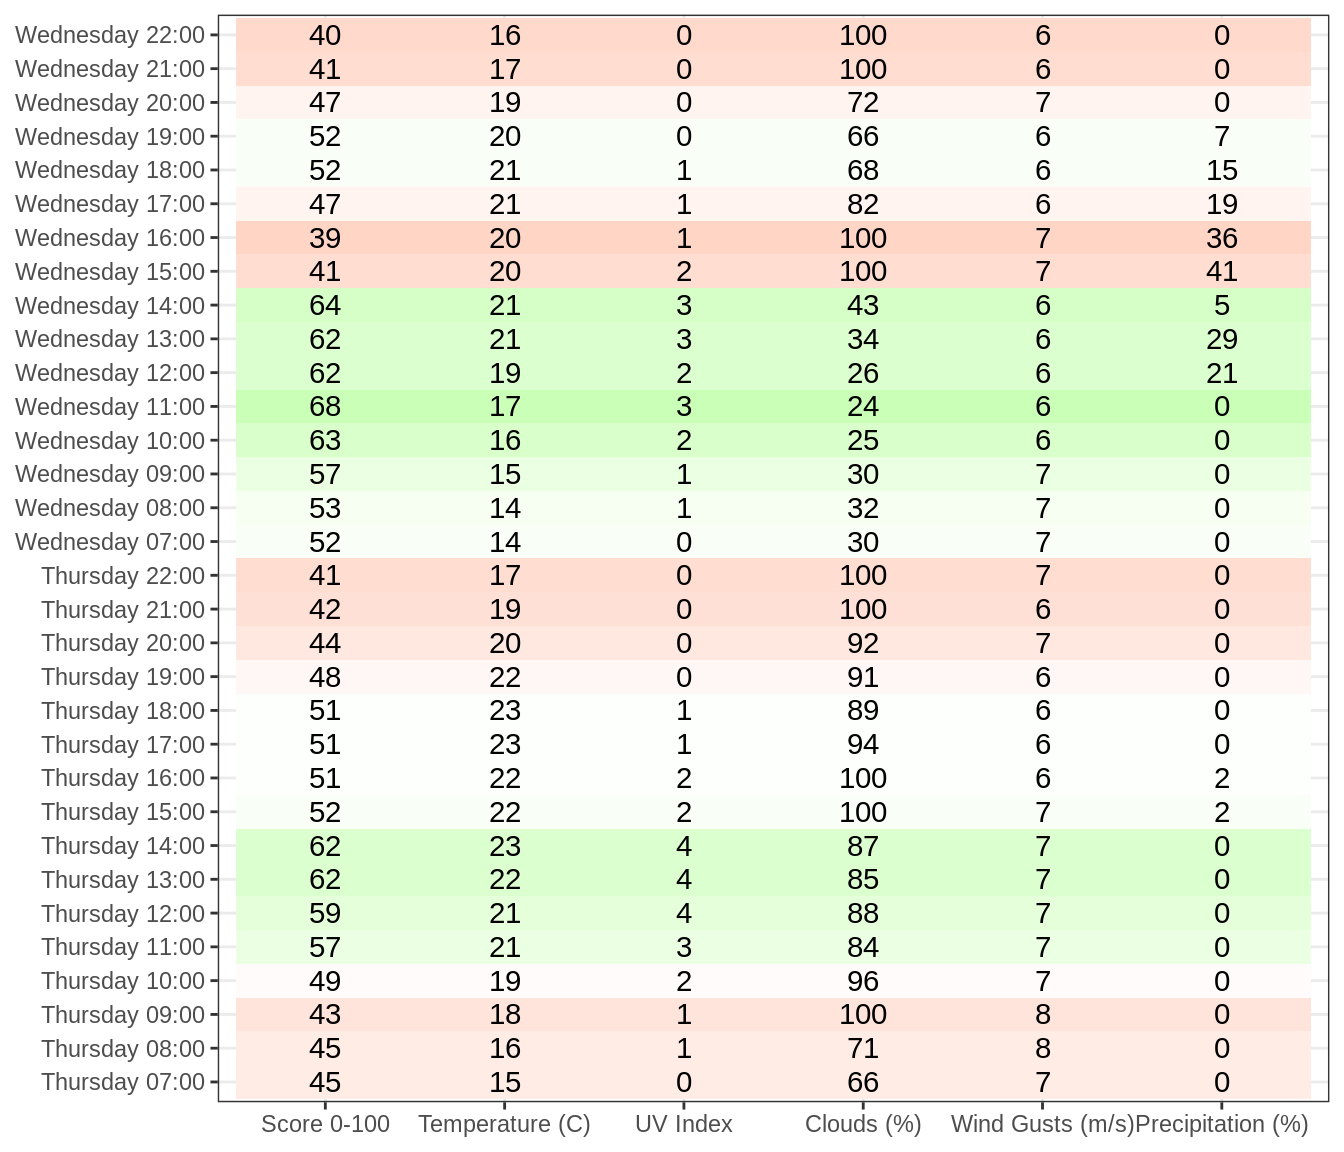 Wednesday 22:00 40 16 0 100 6 0
Wednesday 21:00 41 17 0 100 6 0
Wednesday 20:00 47 19 0 72 7 0
Wednesday 19:00 52 20 0 66 6 7
Wednesday 18:00 52 21 1 68 6 15
Wednesday 17:00 47 21 1 82 6 19
Wednesday 16:00 39 20 1 100 7 36
Wednesday 15:00 41 20 2 100 7 41
Wednesday 14:00 64 21 3 43 6 5
Wednesday 13:00 62 21 3 34 6 29
Wednesday 12:00 62 19 2 26 6 21
Wednesday 11:00 68 17 3 24 6 0
Wednesday 10:00 63 16 2 25 6 0
Wednesday 09:00 57 15 1 30 7 0
Wednesday 08:00 53 14 1 32 7 0
Wednesday 07:00 52 14 0 30 7 0
Thursday 22:00 41 17 0 100 7 0
Thursday 21:00 42 19 0 100 6 0
Thursday 20:00 44 20 0 92 7 0
Thursday 19:00 48 22 0 91 6 0
Thursday 18:00 51 23 1 89 6 0
Thursday 17:00 51 23 1 94 6 0
Thursday 16:00 51 22 2 100 6 2
Thursday 15:00 52 22 2 100 7 2
Thursday 14:00 62 23 4 87 7 0
Thursday 13:00 62 22 4 85 7 0
Thursday 12:00 59 21 4 88 7 0
Thursday 11:00 57 21 3 84 7 0
Thursday 10:00 49 19 2 96 7 0
Thursday 09:00 43 18 1 100 8 0
Thursday 08:00 45 16 1 71 8 0
Thursday 07:00 45 15 0 66 7 0
Score 0-100 Temperature (C) UV Index Clouds (%) Wind Gusts (m/s) Precipitation (%)